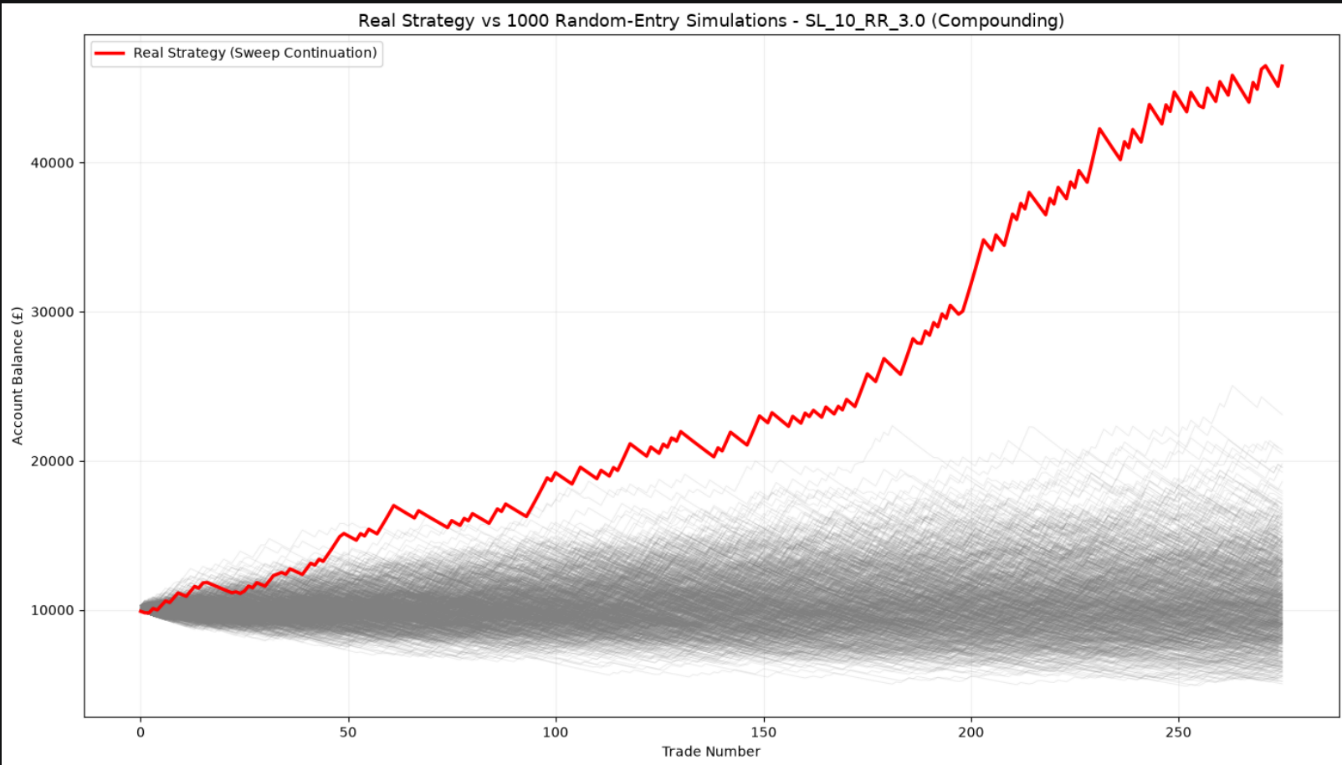 Real Strategy vs 1000 Random-Entry Simulations - SL_10_RR_3.0 (Compounding)
Real Strategy (Sweep Continuation)
Account Balance (£)
40000
30000
20000
10000
0
50
100
150
200
250
Trade Number